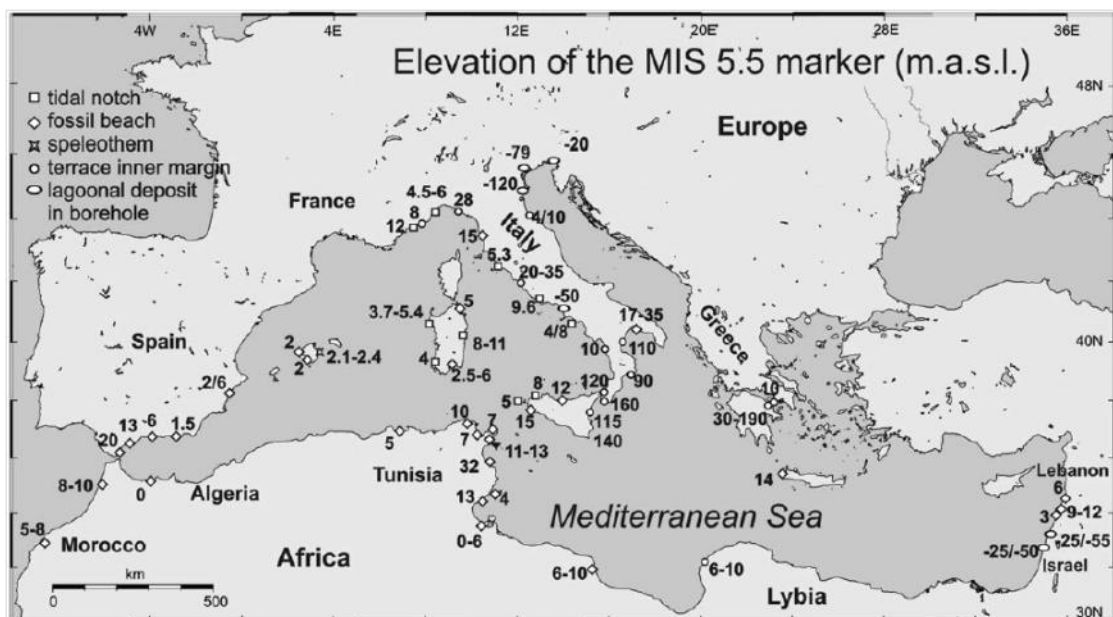 4W 4E 12E 20E 28E 36E
Elevation of the MIS 5.5 marker (m.a.s.l.)
48N
tidal notch
fossil beach
speleothem
terrace inner margin
lagoonal deposit
in borehole
Europe
-20
-79
-120
4.5-6
28
France
8
12
4/10
Italy
15
5.3
20-35
-50
9.6
17-35
5
3.7-5.4
4/8
Greece
Spain
8-11
40N
2
2.1-2.4
2
4
2.5-6
10
110
90
2/6
120
8
12
5
160
10
30-190
15
115
140
-6
13
1.5
20
10
7
5
7
11-13
Tunisia
32
14
Lebanon
6
8-10
0
Algeria
13
4
9-12
3
Mediterranean Sea
5-8
Morocco
0-6
-25/-55
-25/-50
Israel
Africa
6-10
6-10
Lybia
km
0 500
30N